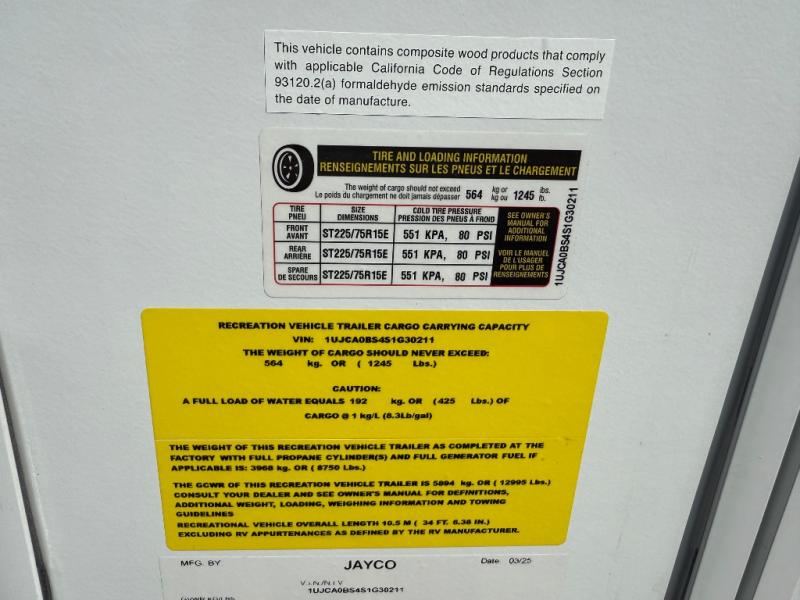 This vehicle contains composite wood products that comply
with applicable California Code of Regulations Section
93120.2(a) formaldehyde emission standards specified on
the date of manufacture.
TIRE AND LOADING INFORMATION
RENSEIGNEMENTS SUR LES PNEUS ET LE CHARGEMENT
The weight of cargo should not exceed 564 kg or 1245 lbs.
Le poids du chargement ne doit jamais dépasser kg ou lb.
TIRE SIZE COLD TIRE PRESSURE
PNEU DIMENSIONS PRESSION DES PNEUS À FROID
FRONT
AVANT ST225/75R15E 551 KPA, 80 PSI
REAR
ARRIÈRE ST225/75R15E 551 KPA, 80 PSI
SPARE
DE SECOURS ST225/75R15E 551 KPA, 80 PSI
SEE OWNER'S
MANUAL FOR
ADDITIONAL
INFORMATION
VOIR LE MANUEL
DE L'USAGER
POUR PLUS DE
RENSEIGNEMENTS
1UJCA0BS4S1G30211
RECREATION VEHICLE TRAILER CARGO CARRYING CAPACITY
VIN: 1UJCA0BS4S1G30211
THE WEIGHT OF CARGO SHOULD NEVER EXCEED:
564 kg. OR ( 1245 Lbs.)
CAUTION:
A FULL LOAD OF WATER EQUALS 192 kg. OR (425 Lbs.) OF
CARGO @ 1 kg/L (8.3Lb/gal)
THE WEIGHT OF THIS RECREATION VEHICLE TRAILER AS COMPLETED AT THE
FACTORY WITH FULL PROPANE CYLINDER(S) AND FULL GENERATOR FUEL IF
APPLICABLE IS: 3968 kg. OR ( 8750 Lbs.)
THE GCWR OF THIS RECREATION VEHICLE TRAILER IS 5894 kg. OR ( 12995 Lbs.)
CONSULT YOUR DEALER AND SEE OWNER'S MANUAL FOR DEFINITIONS,
ADDITIONAL WEIGHT, LOADING, WEIGHING INFORMATION AND TOWING
GUIDELINES
RECREATIONAL VEHICLE OVERALL LENGTH 10.5 M ( 34 FT. 6.38 IN.)
EXCLUDING RV APPURTENANCES AS DEFINED BY THE RV MANUFACTURER.
MFG. BY JAYCO Date: 03/25
V.I.N./N.I.V
1UJCA0BS4S1G30211